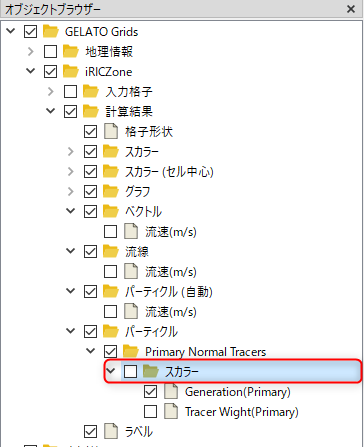 オブジェクトブラウザー
GELATO Grids
地理情報
iRICZone
入力格子
計算結果
格子形状
スカラー
スカラー (セル中心)
グラフ
ベクトル
流速(m/s)
流線
流速(m/s)
パーティクル (自動)
流速(m/s)
パーティクル
Primary Normal Tracers
スカラー
Generation(Primary)
Tracer Wight(Primary)
ラベル